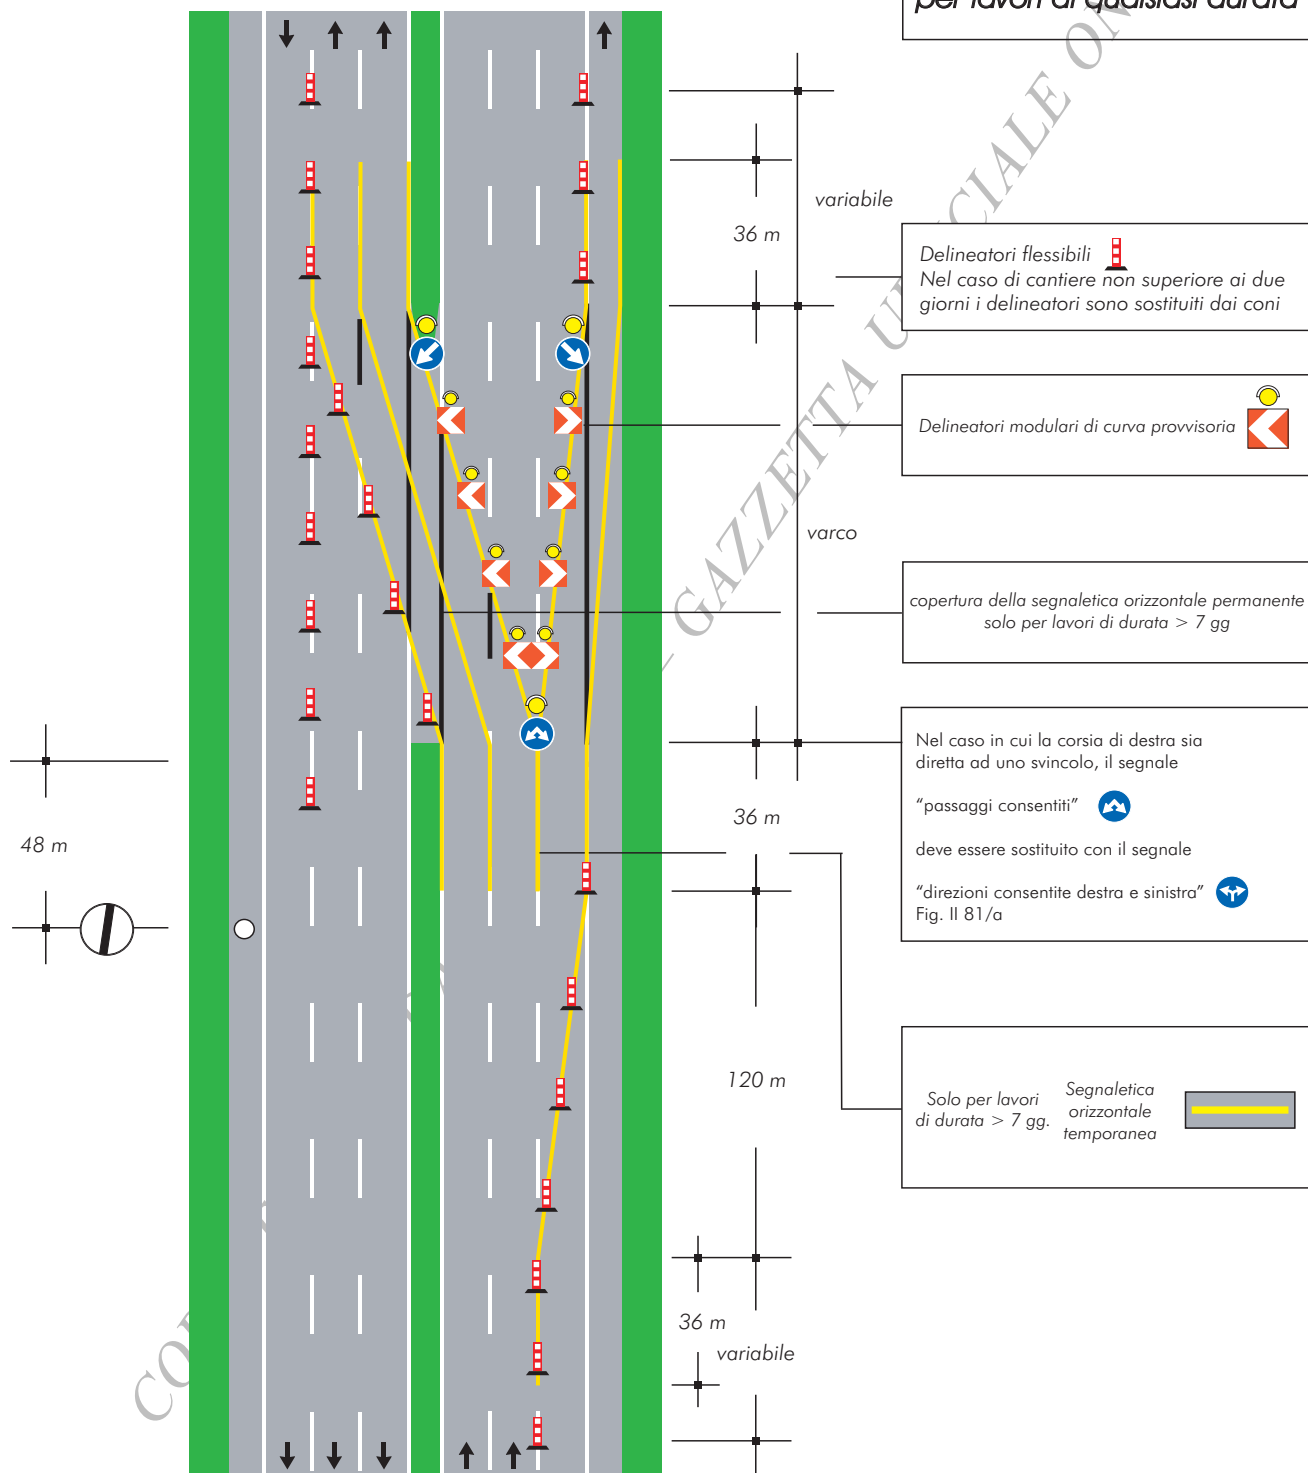 per lavori di qualsiasi durata
variabile
36 m
Delineatori flessibili
Nel caso di cantiere non superiore ai due
giorni i delineatori sono sostituiti dai coni
Delineatori modulari di curva provvisoria
varco
copertura della segnaletica orizzontale permanente
solo per lavori di durata > 7 gg
Nel caso in cui la corsia di destra sia
diretta ad uno svincolo, il segnale
“passaggi consentiti”
deve essere sostituito con il segnale
“direzioni consentite destra e sinistra”
Fig. II 81/a
36 m
48 m
120 m
Solo per lavori
di durata > 7 gg.
Segnaletica
orizzontale
temporanea
36 m
variabile
GAZZETTA